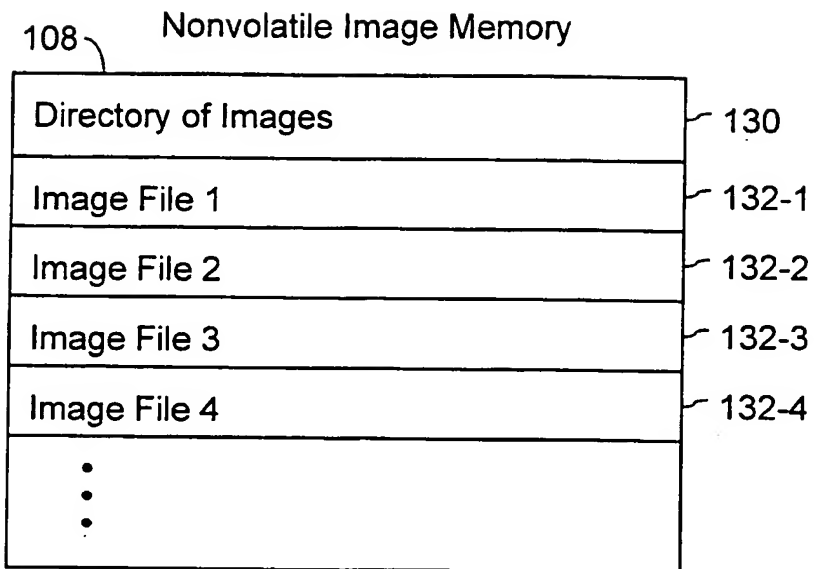 Nonvolatile Image Memory
108
Directory of Images 130
Image File 1 132-1
Image File 2 132-2
Image File 3 132-3
Image File 4 132-4